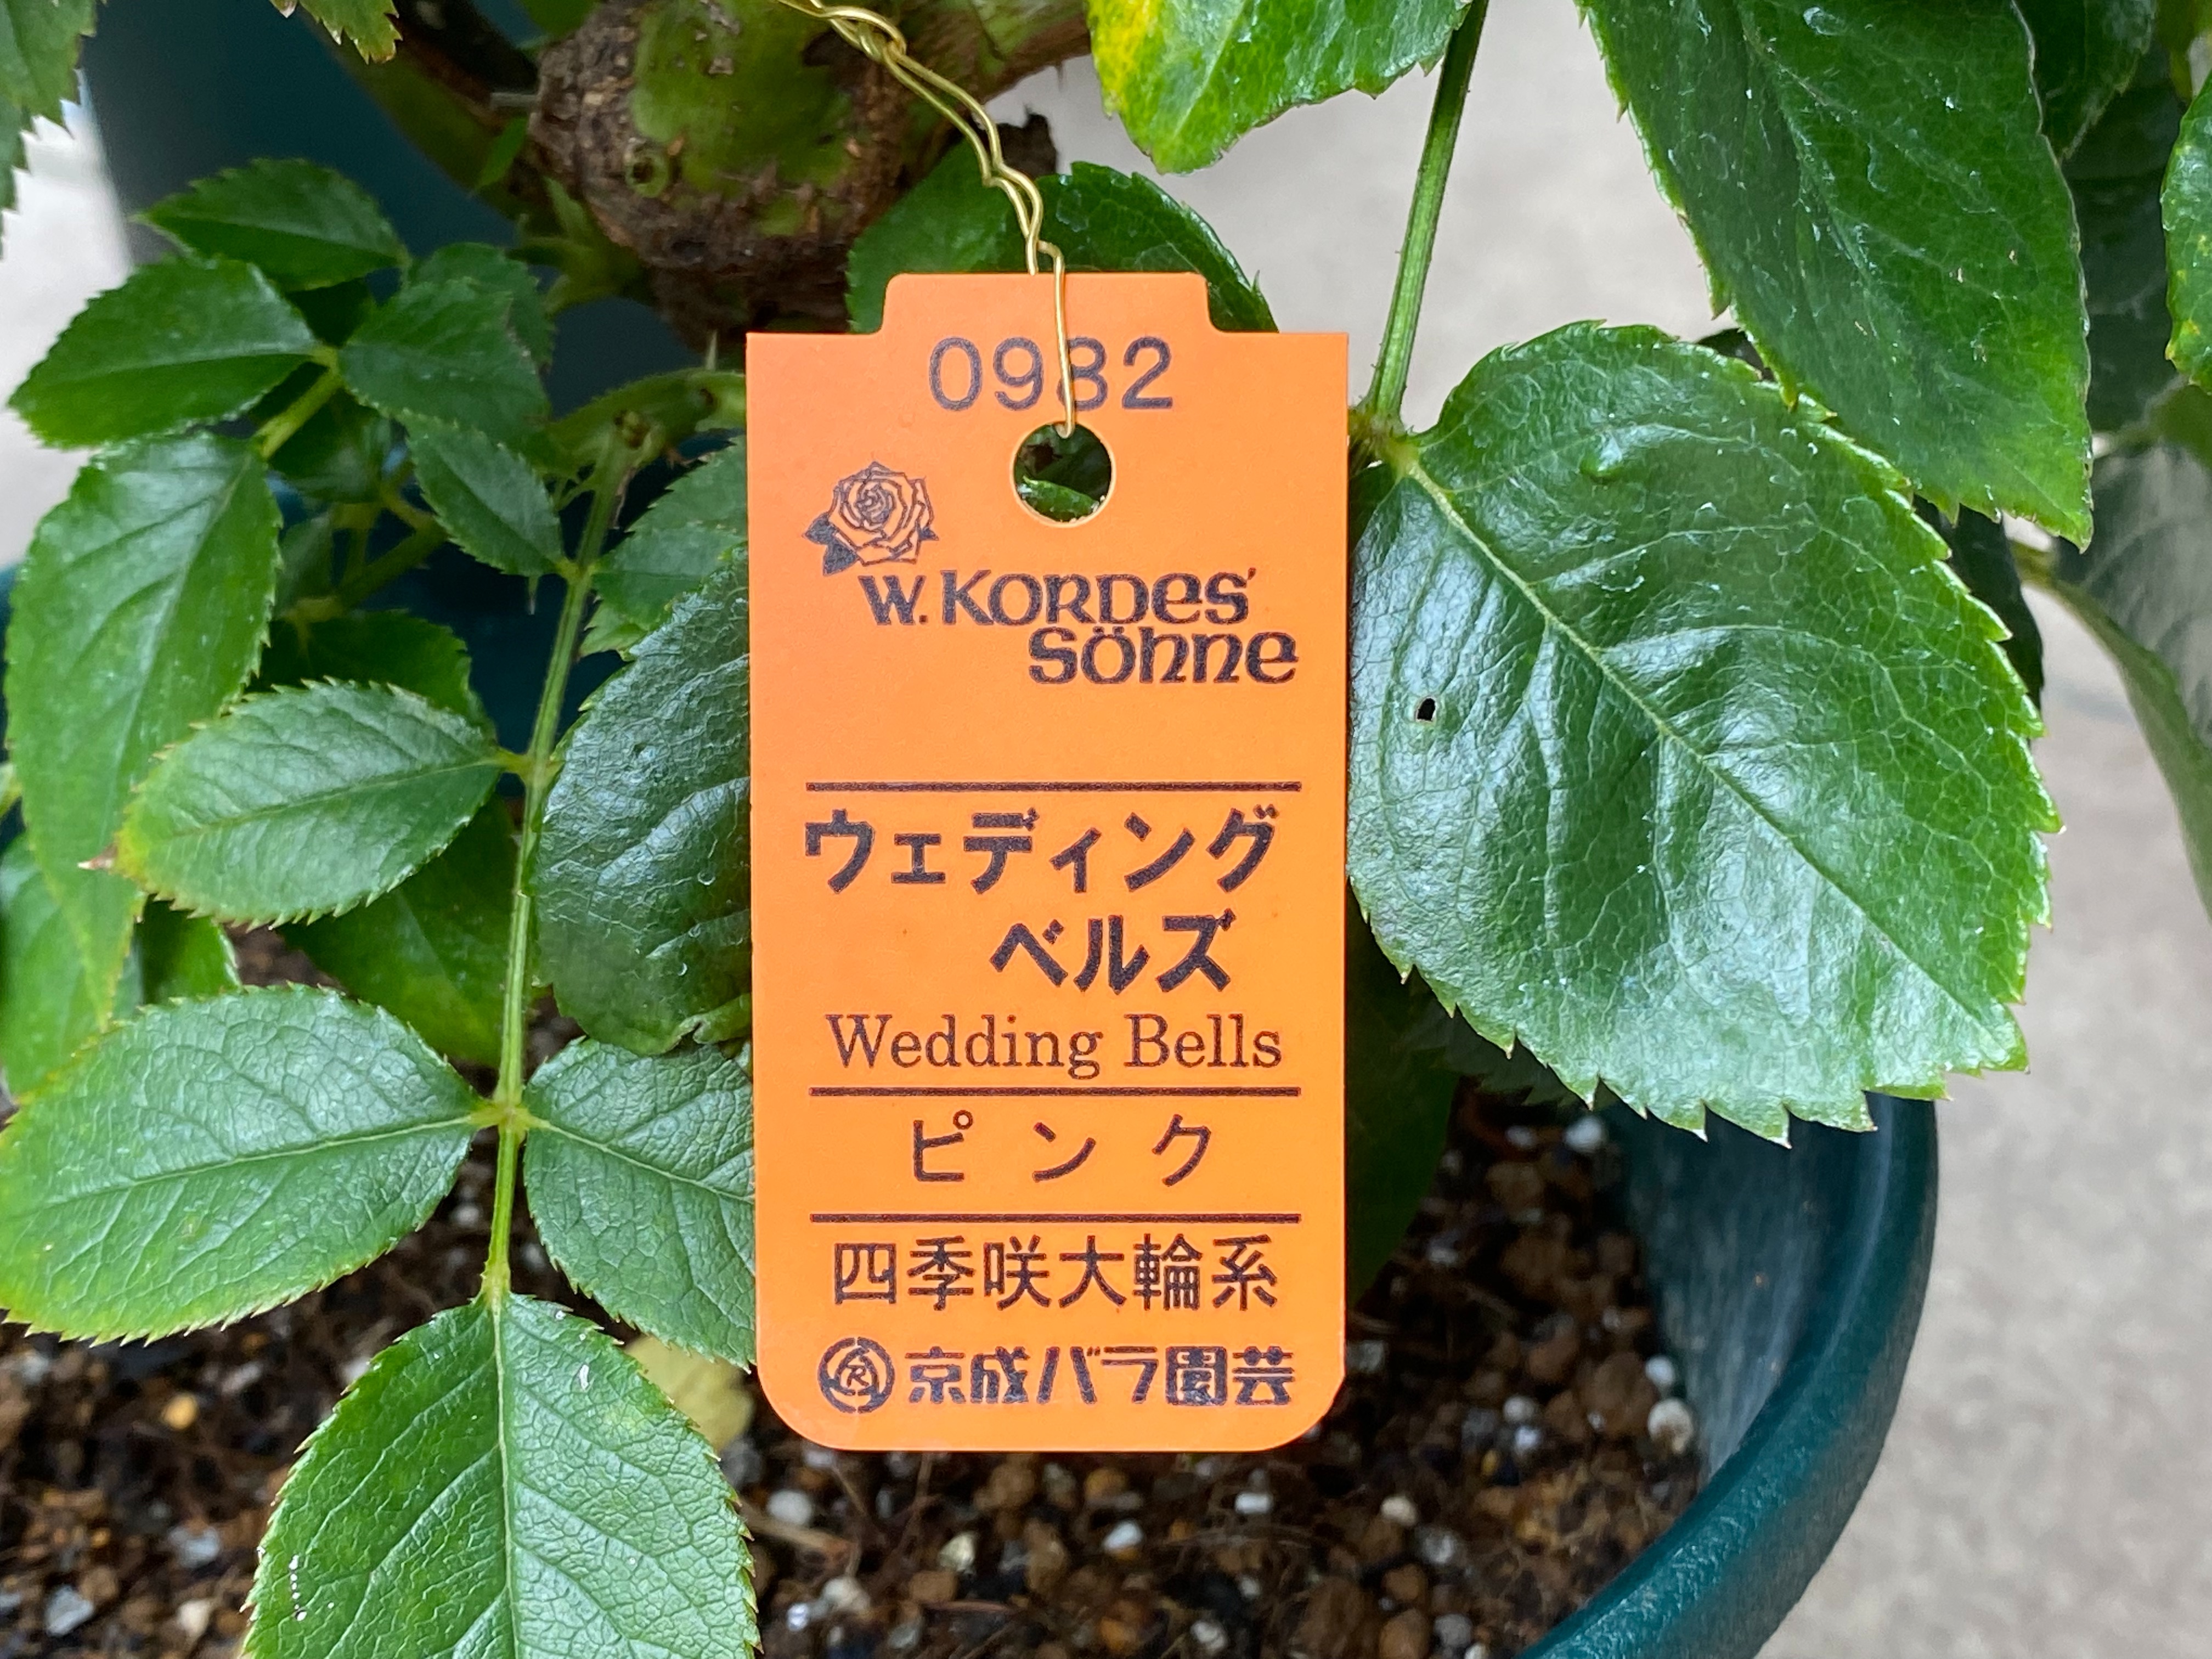 0982
W. KORDES'
SÖHNE
ウェディング
ベルズ
Wedding Bells
ピンク
四季咲大輪系
京成バラ園芸